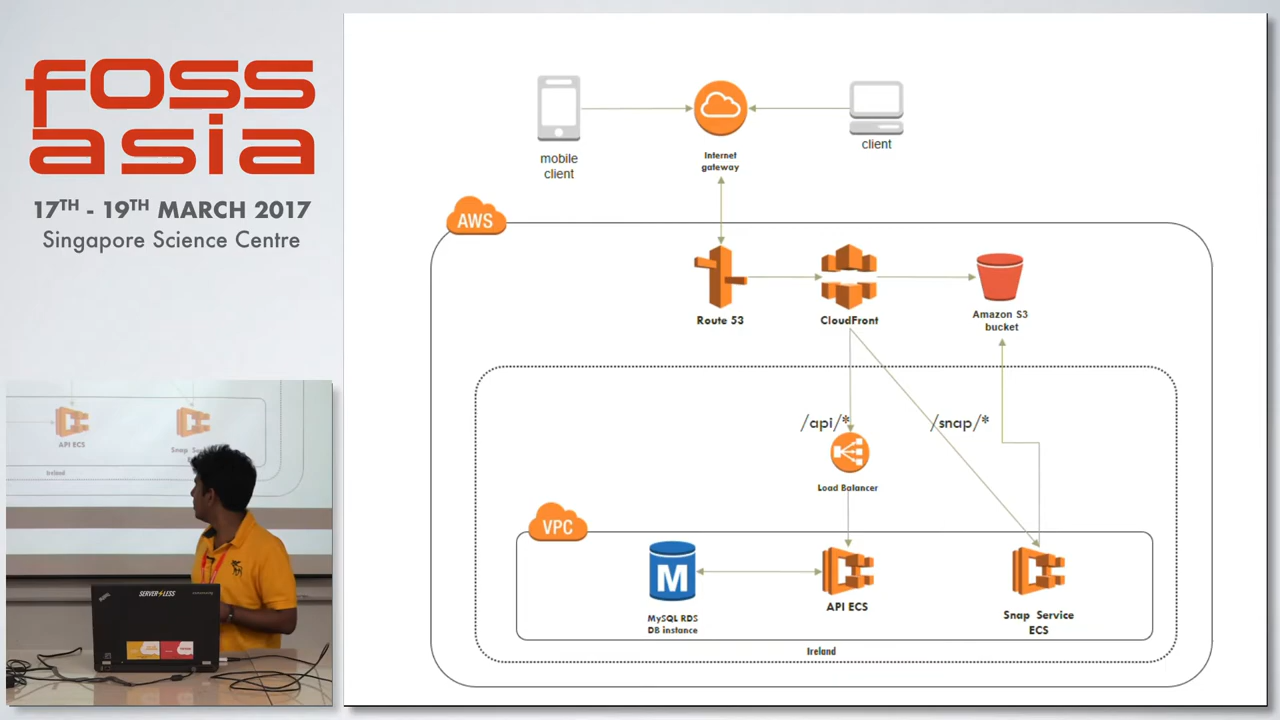 foss
asia
17TH - 19TH MARCH 2017
Singapore Science Centre
mobile
client
Internet
gateway
client
AWS
Route 53
CloudFront
Amazon S3
bucket
/api/*
/snap/*
Load Balancer
VPC
M
MySQL RDS
DB instance
API ECS
Snap Service
ECS
Ireland
API ECS
Ireland
SERVERLESS